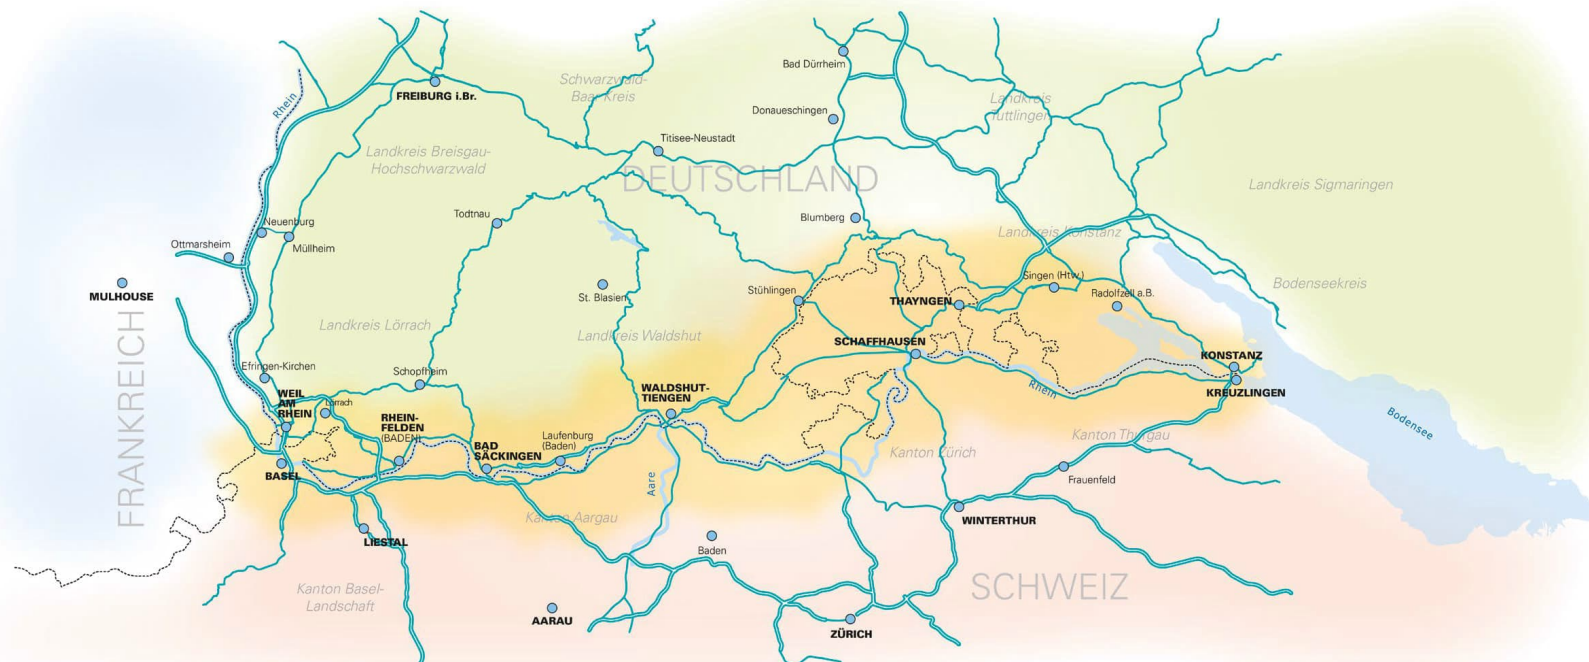 Bad Dürrheim
Schwarzwald-
Baar Kreis
FREIBURG i.Br.
Rhein
Landkreis
Tuttlingen
Donaueschingen
Titisee-Neustadt
Landkreis Breisgau-
Hochschwarzwald
DEUTSCHLAND
Landkreis Sigmaringen
Todtnau
Blumberg
Neuenburg
Landkreis Konstanz
Ottmarsheim
Müllheim
Singen (Htw.)
MULHOUSE
St. Blasien
Stühlingen
THAYNGEN
Radolfzell a.B.
Bodenseekreis
FRANKREICH
Landkreis Lörrach
Landkreis Waldshut
SCHAFFHAUSEN
KONSTANZ
Efringen-Kirchen
Schopfheim
WEIL
AM
RHEIN
Lörrach
WALDSHUT-
TIENGEN
Rhein
KREUZLINGEN
RHEIN-
FELDEN
(BADEN)
Bodensee
BAD
SÄCKINGEN
Laufenburg
(Baden)
Kanton Thurgau
Kanton Zürich
BASEL
Aare
Frauenfeld
Kanton Aargau
WINTERTHUR
LIESTAL
Baden
Kanton Basel-
Landschaft
SCHWEIZ
AARAU
ZÜRICH